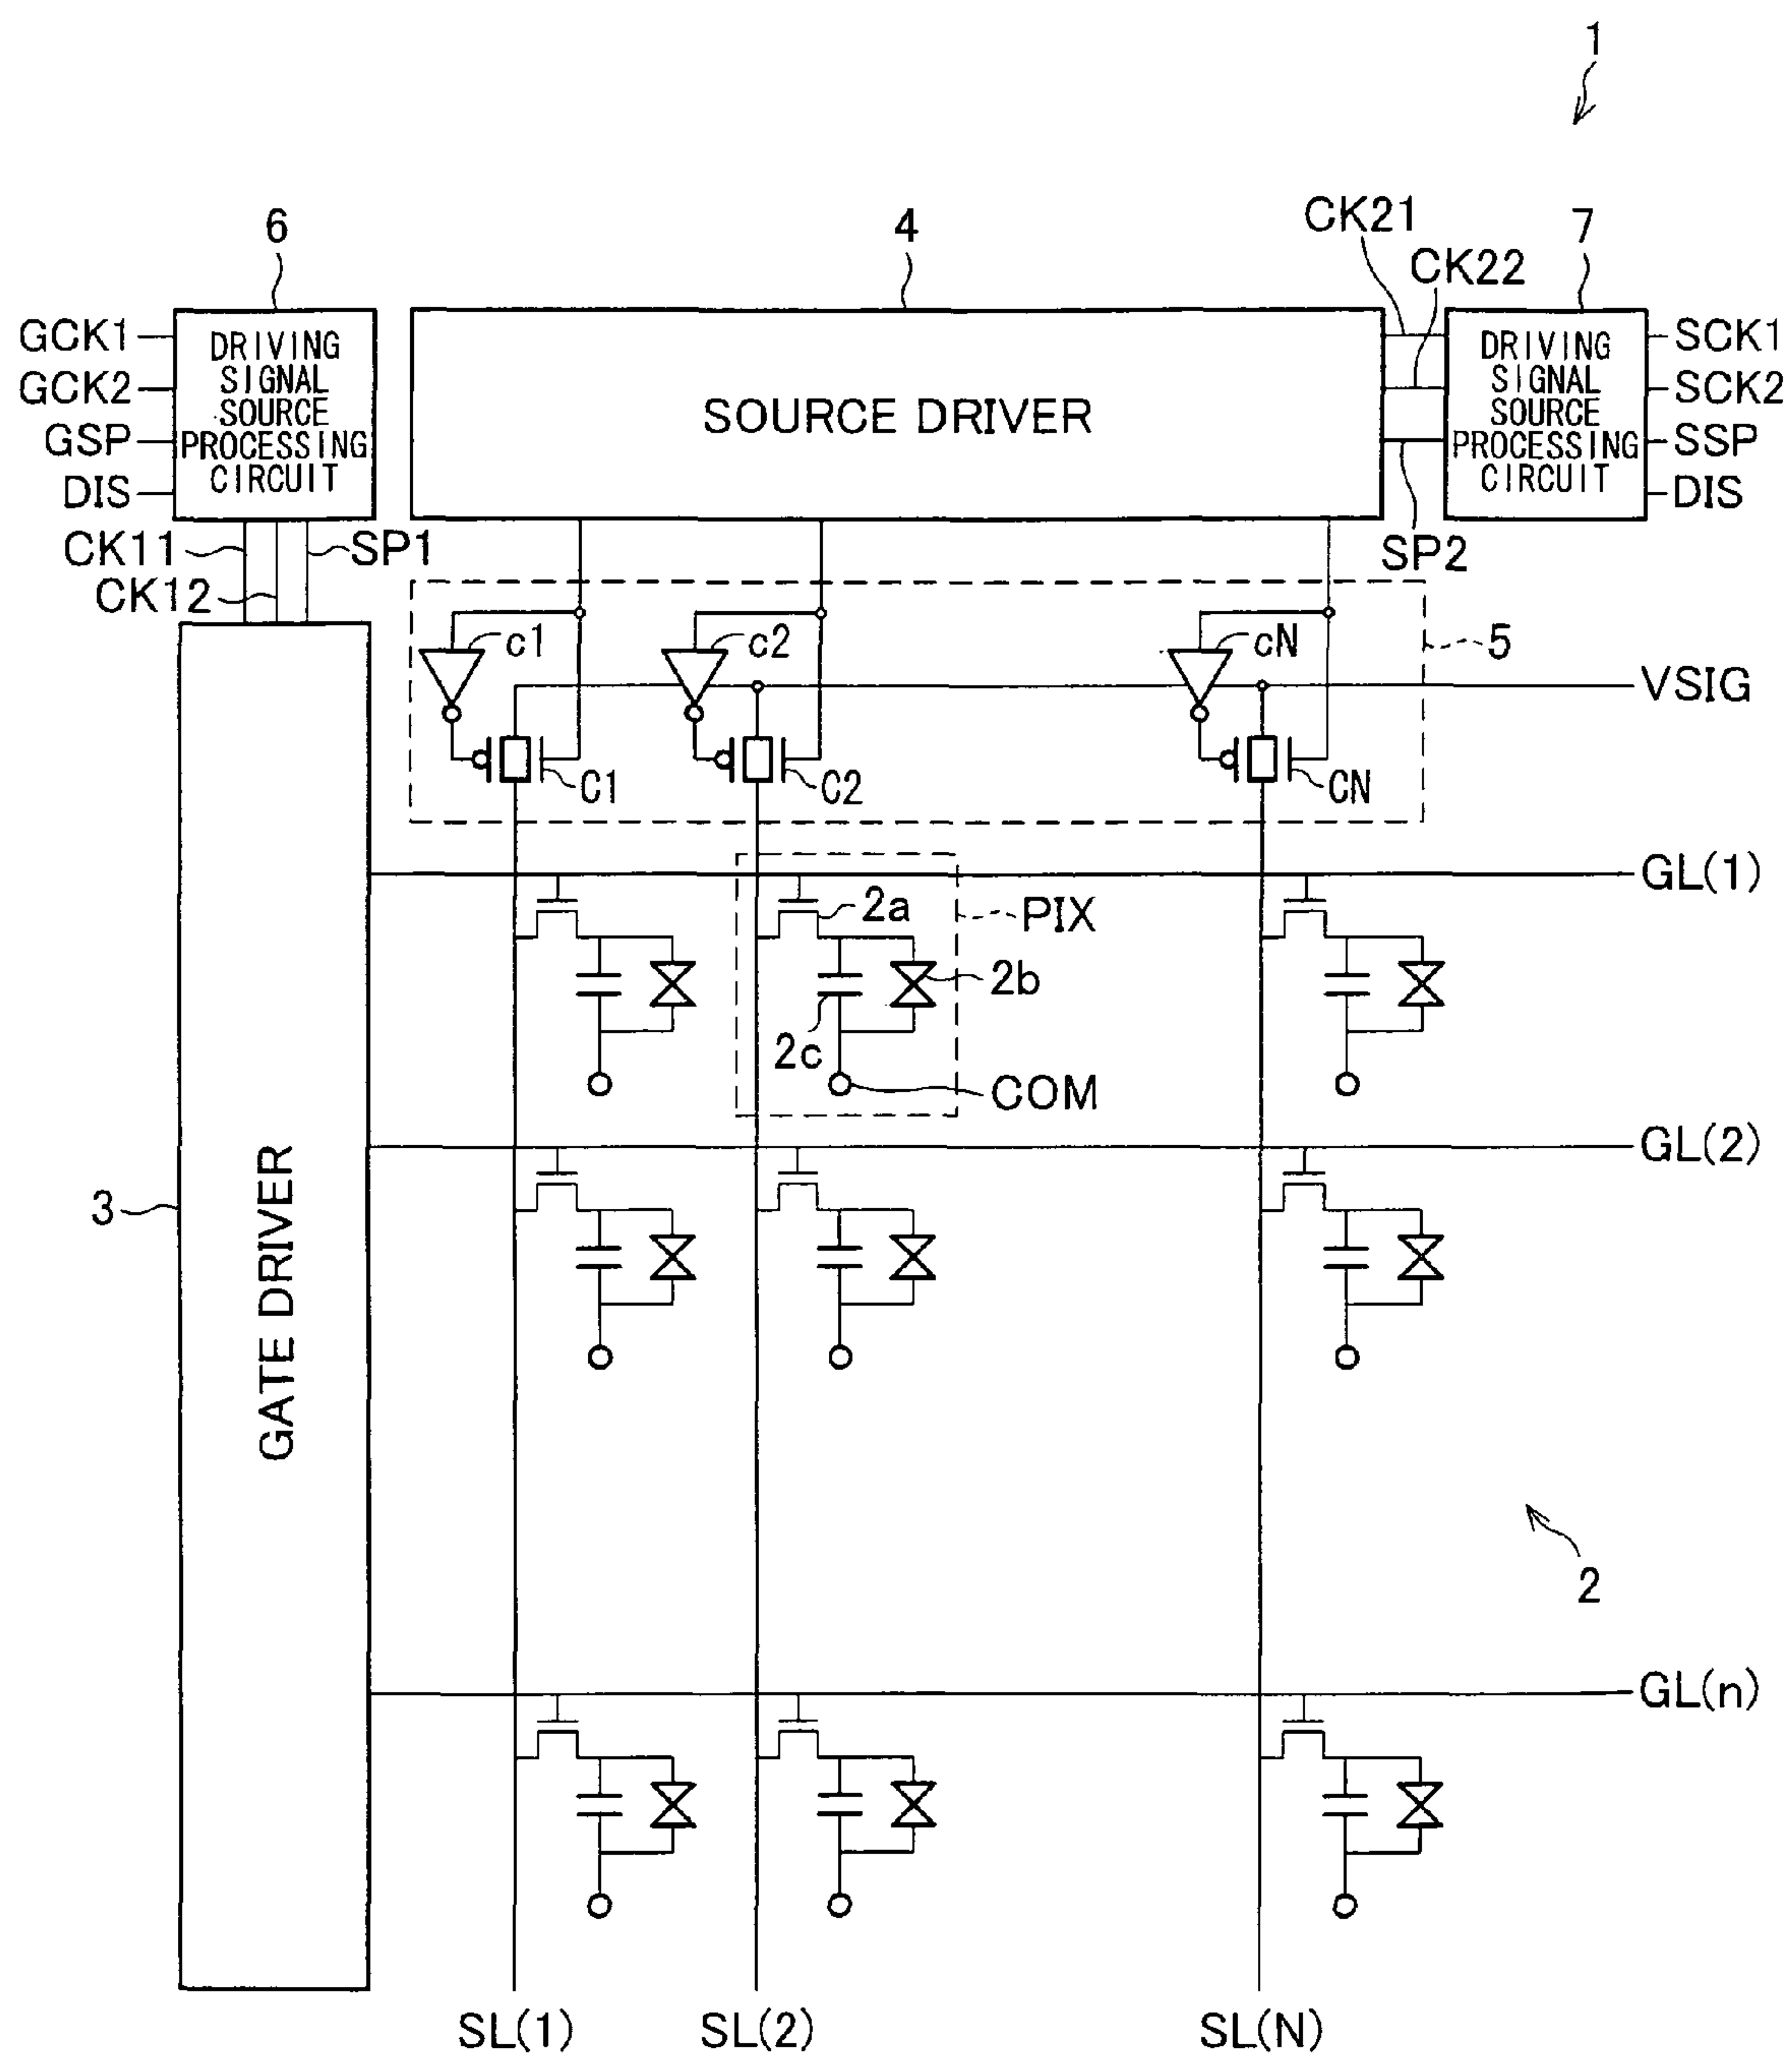 1
6
4
CK21
7
CK22
GCK1
GCK2
GSP
DIS
DRIVING
SIGNAL
SOURCE
PROCESSING
CIRCUIT
SOURCE DRIVER
DRIVING
SIGNAL
SOURCE
PROCESSING
CIRCUIT
SCK1
SCK2
SSP
DIS
CK11
SP1
SP2
CK12
c1
c2
cN
5
VSIG
C1
C2
CN
GL(1)
2a
PIX
2b
2c
COM
GL(2)
3
GATE DRIVER
2
GL(n)
SL(1)
SL(2)
SL(N)